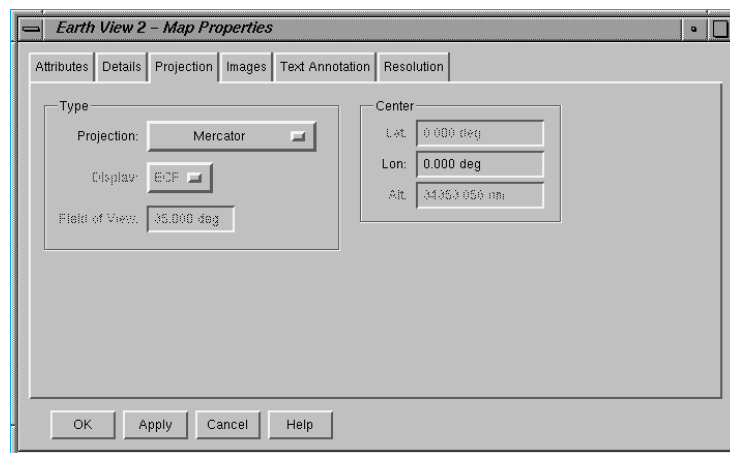 Earth View 2 – Map Properties
Attributes Details Projection Images Text Annotation Resolution
Type
Projection: Mercator
Display: ECF
Field of View: 35.000 deg
Center
Lat: 0.000 deg
Lon: 0.000 deg
Alt: 34353.056 nm
OK Apply Cancel Help